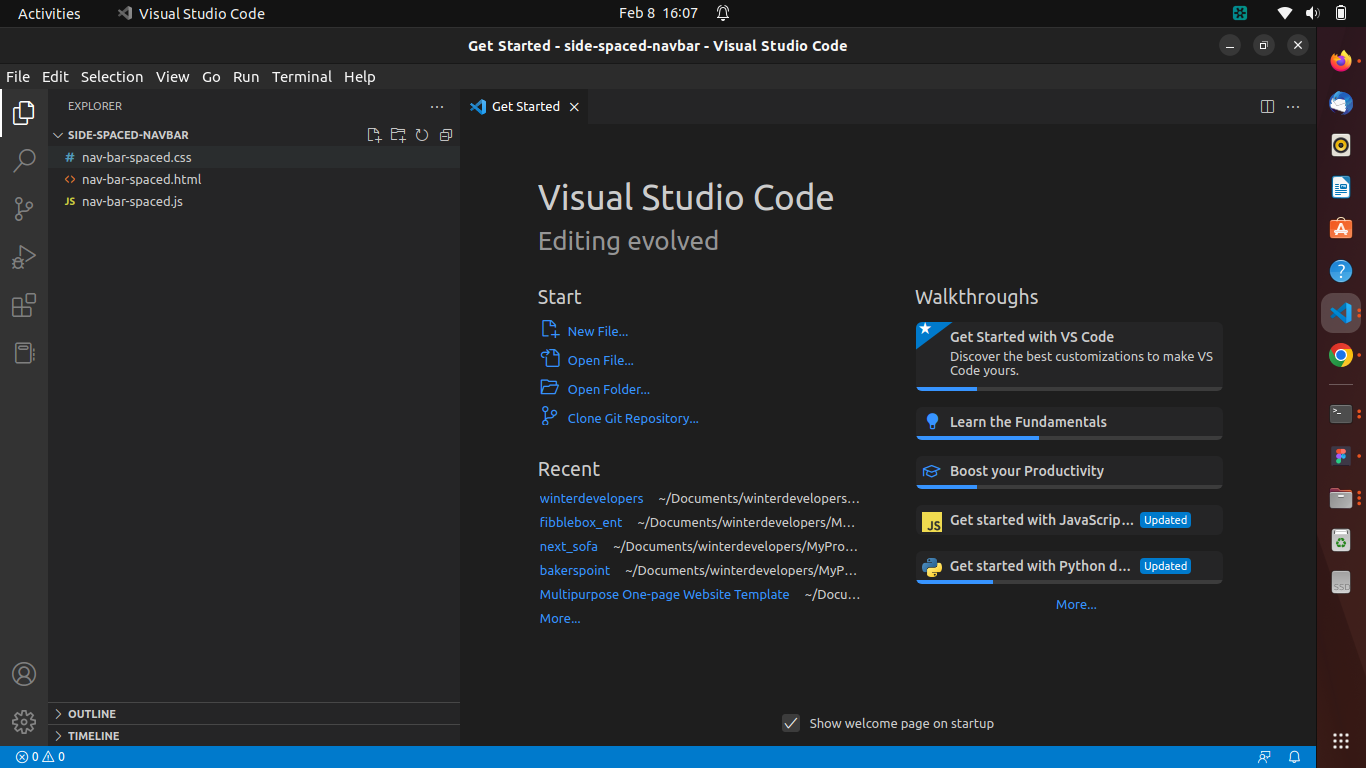 Activities Visual Studio Code Feb 8 16:07
Get Started - side-spaced-navbar - Visual Studio Code
File Edit Selection View Go Run Terminal Help
EXPLORER
SIDE-SPACED-NAVBAR
# nav-bar-spaced.css
<> nav-bar-spaced.html
JS nav-bar-spaced.js
OUTLINE
TIMELINE
Get Started
Visual Studio Code
Editing evolved
Start
New File...
Open File...
Open Folder...
Clone Git Repository...
Recent
winterdevelopers ~/Documents/winterdevelopers...
fibblebox_ent ~/Documents/winterdevelopers/M...
next_sofa ~/Documents/winterdevelopers/MyPro...
bakerspoint ~/Documents/winterdevelopers/MyP...
Multipurpose One-page Website Template ~/Docu...
More...
Walkthroughs
Get Started with VS Code
Discover the best customizations to make VS
Code yours.
Learn the Fundamentals
Boost your Productivity
JS Get started with JavaScrip... Updated
Get started with Python d... Updated
More...
Show welcome page on startup
0 0
SSD